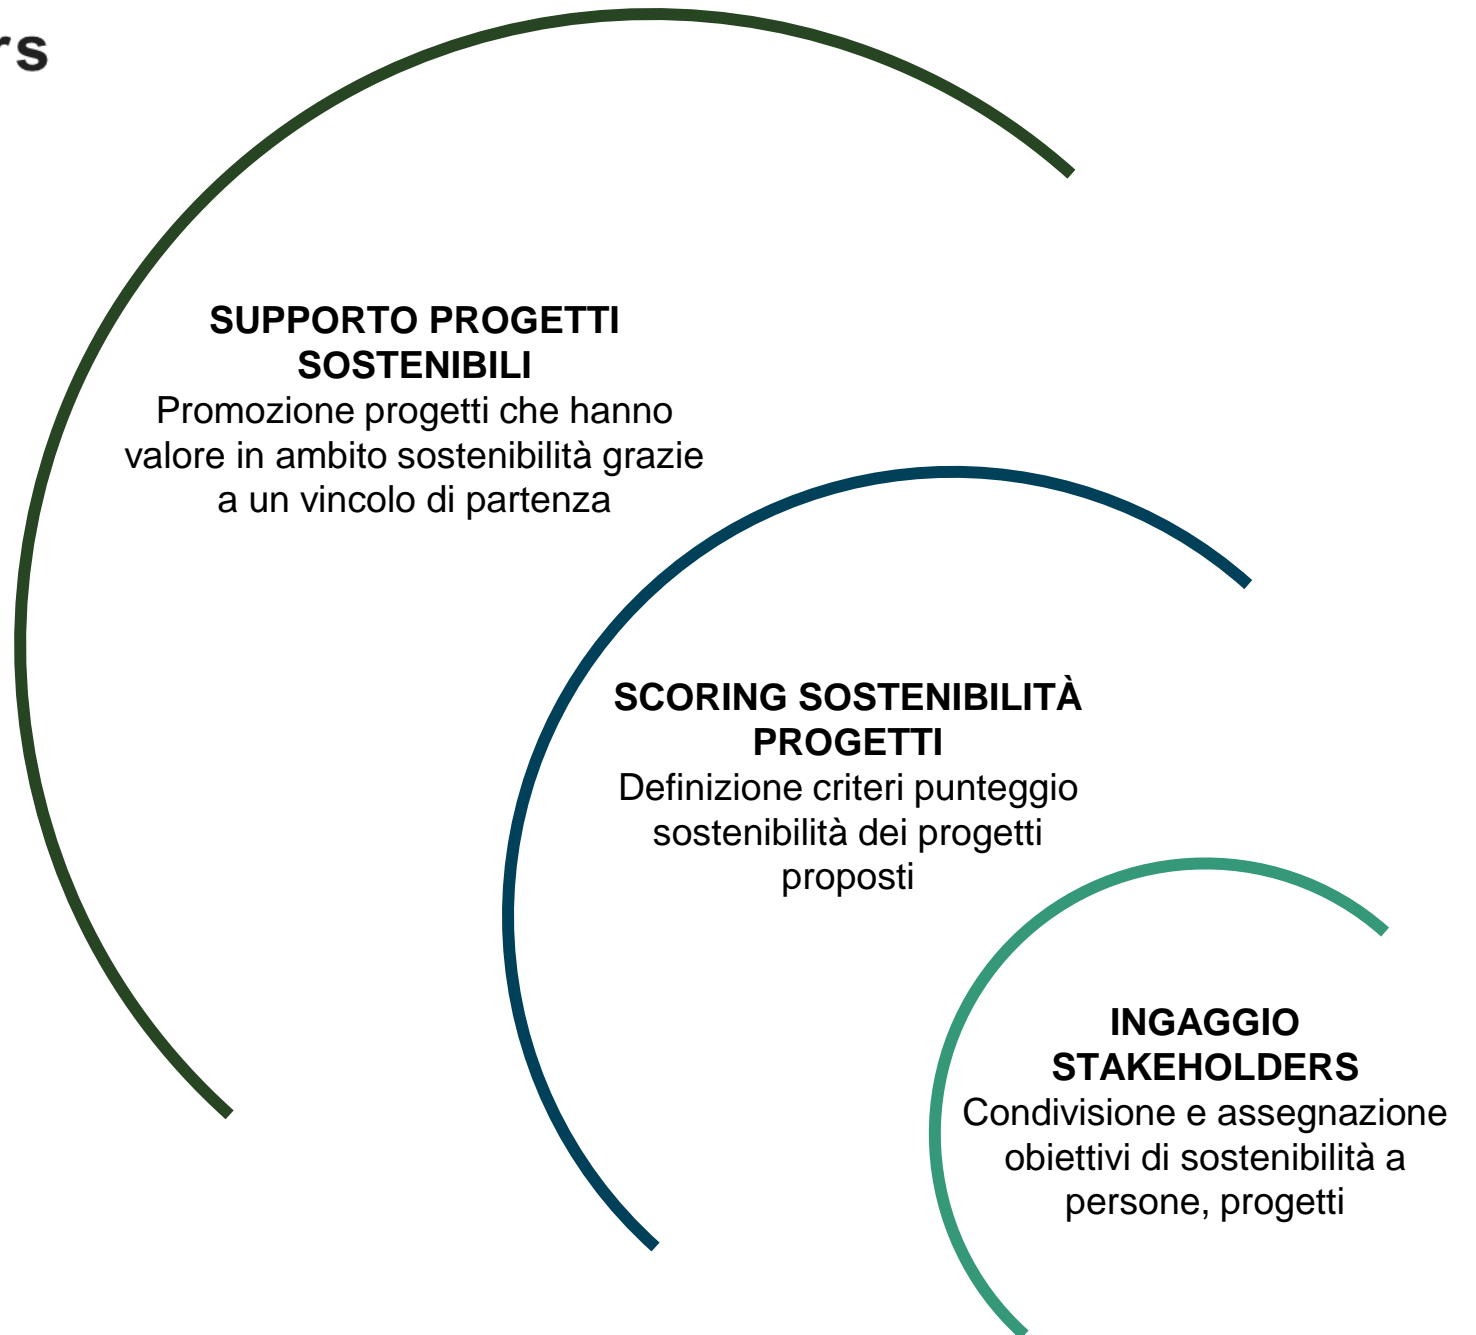 rs
SUPPORTO PROGETTI
SOSTENIBILI
Promozione progetti che hanno
valore in ambito sostenibilità grazie
a un vincolo di partenza
SCORING SOSTENIBILITÀ
PROGETTI
Definizione criteri punteggio
sostenibilità dei progetti
proposti
INGAGGIO
STAKEHOLDERS
Condivisione e assegnazione
obiettivi di sostenibilità a
persone, progetti